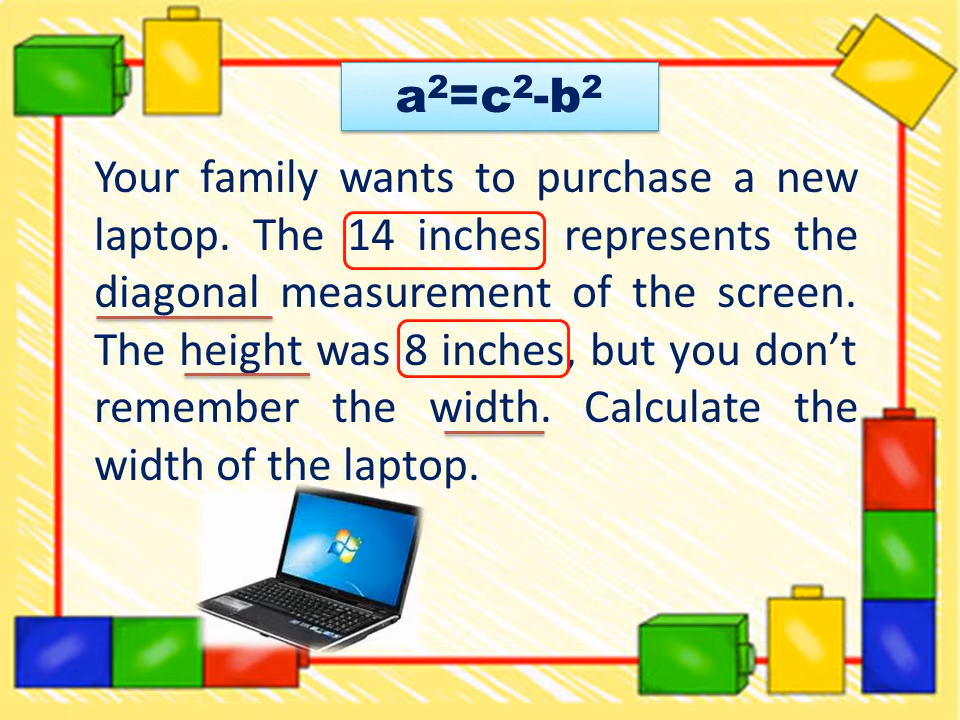 a²=c²-b²
Your family wants to purchase a new
laptop. The 14 inches represents the
diagonal measurement of the screen.
The height was 8 inches, but you don’t
remember the width. Calculate the
width of the laptop.